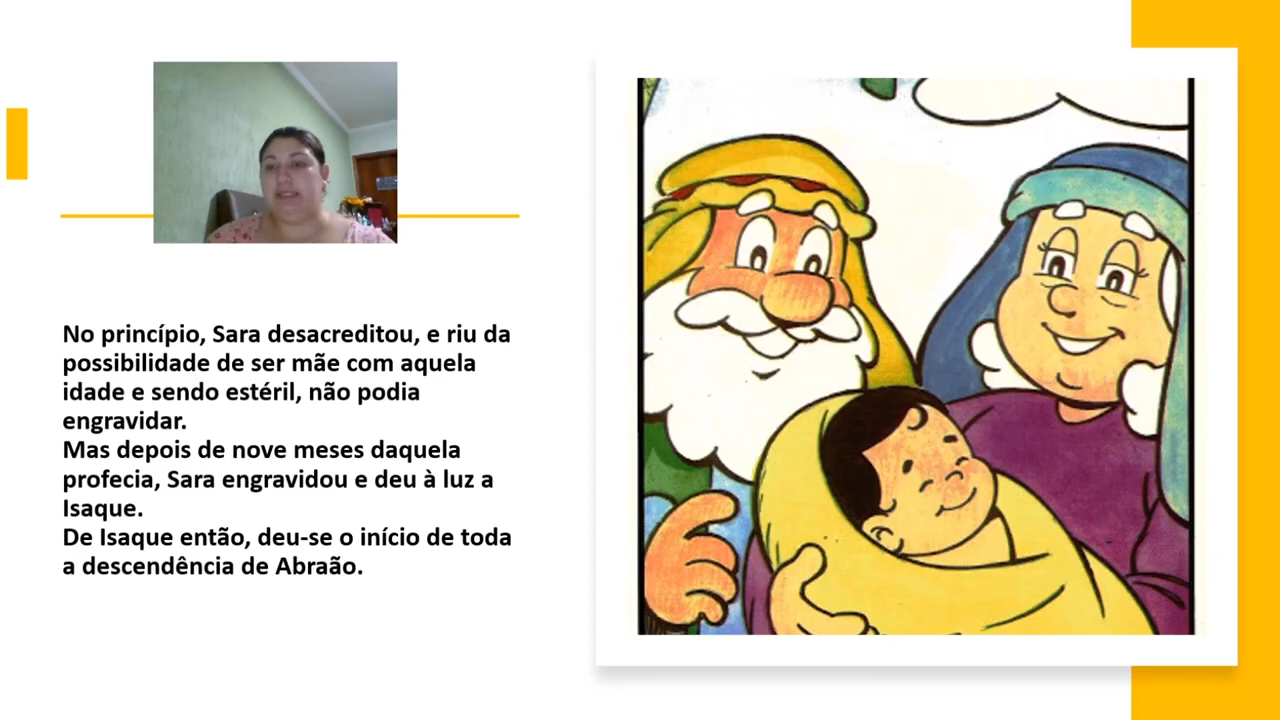 No princípio, Sara desacreditou, e riu da
possibilidade de ser mãe com aquela
idade e sendo estéril, não podia
engravidar.
Mas depois de nove meses daquela
profecia, Sara engravidou e deu à luz a
Isaque.
De Isaque então, deu-se o início de toda
a descendência de Abraão.